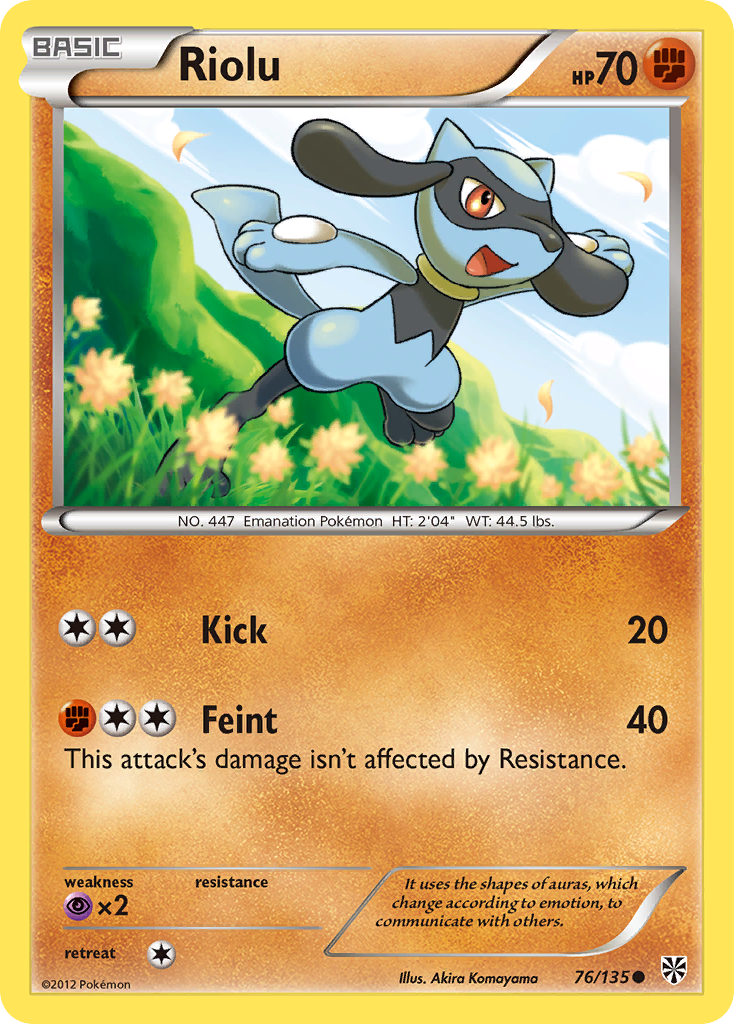 BASIC
Riolu
HP 70
NO. 447 Emanation Pokémon HT: 2'04" WT: 44.5 lbs.
Kick 20
Feint 40
This attack's damage isn't affected by Resistance.
weakness resistance
×2
retreat
It uses the shapes of auras, which
change according to emotion, to
communicate with others.
©2012 Pokémon
Illus. Akira Komayama 76/135